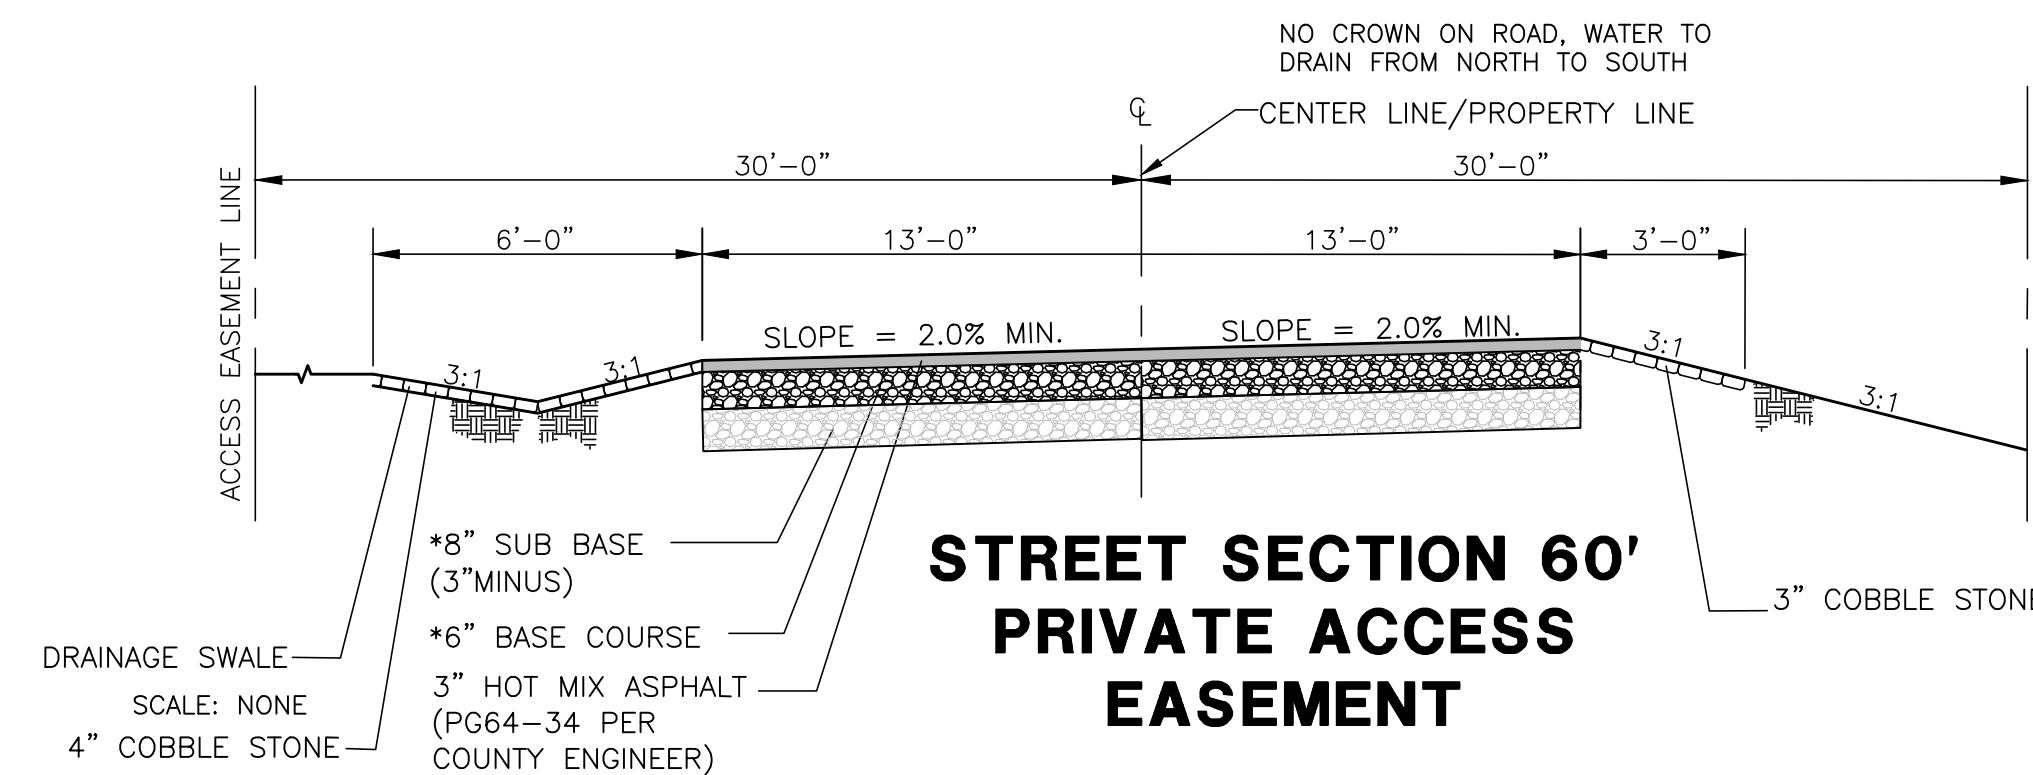 NO CROWN ON ROAD, WATER TO
DRAIN FROM NORTH TO SOUTH
℄
CENTER LINE/PROPERTY LINE
30'-0"
30'-0"
ACCESS EASEMENT LINE
6'-0"
13'-0"
13'-0"
3'-0"
SLOPE = 2.0% MIN.
SLOPE = 2.0% MIN.
3:1
3:1
3:1
3:1
*8" SUB BASE
(3"MINUS)
*6" BASE COURSE
3" HOT MIX ASPHALT
(PG64-34 PER
COUNTY ENGINEER)
DRAINAGE SWALE
SCALE: NONE
4" COBBLE STONE
STREET SECTION 60'
PRIVATE ACCESS
EASEMENT
3" COBBLE STONE